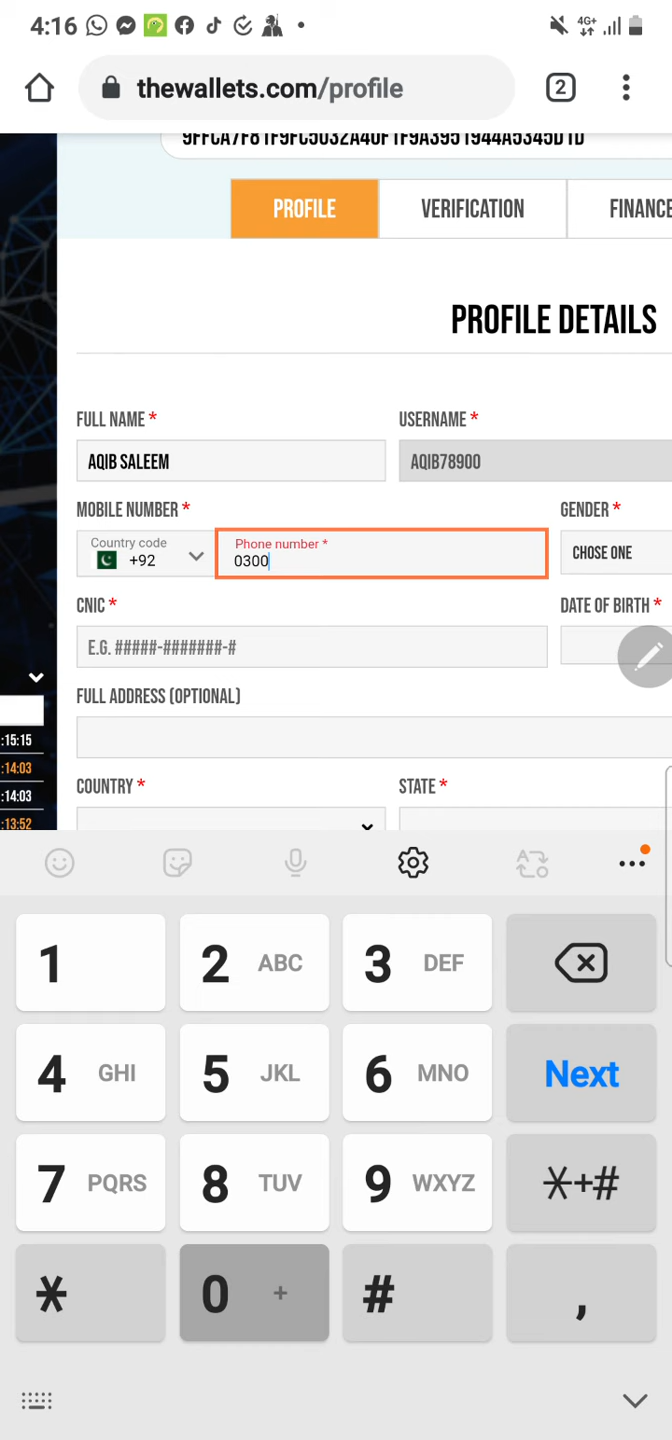 4:16
4G+
thewallets.com/profile
2
9FFCA7F81F9FC5032A40F1F9A3951944A5345D1D
PROFILE
VERIFICATION
FINANCE
PROFILE DETAILS
FULL NAME *
USERNAME *
AQIB SALEEM
AQIB78900
MOBILE NUMBER *
GENDER *
Country code
+92
Phone number *
0300
CHOSE ONE
CNIC *
DATE OF BIRTH *
E.G. #####-#######-#
FULL ADDRESS (OPTIONAL)
:15:15
:14:03
:14:03
:13:52
COUNTRY *
STATE *
1
2 ABC
3 DEF
4 GHI
5 JKL
6 MNO
Next
7 PQRS
8 TUV
9 WXYZ
*+#
*
0 +
#
,